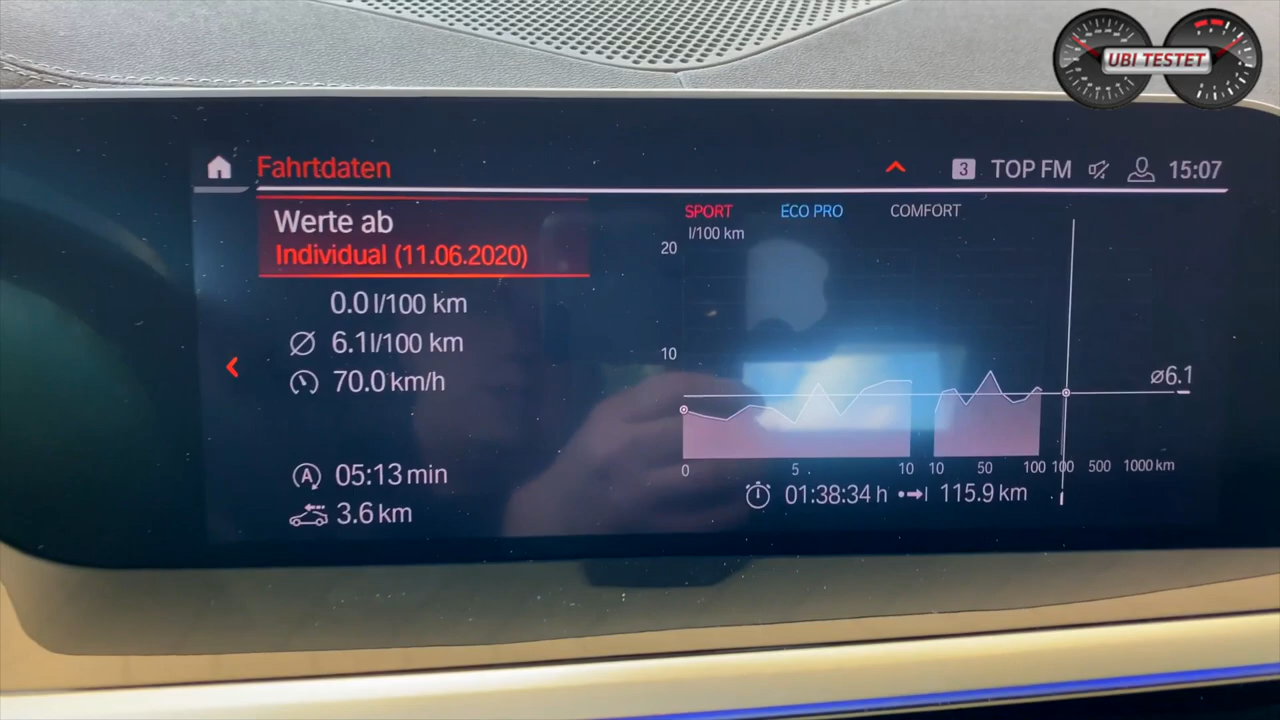 UBI TESTET
Fahrtdaten
3 TOP FM 15:07
Werte ab
Individual (11.06.2020)
0.0 l/100 km
⌀ 6.1 l/100 km
70.0 km/h
A 05:13 min
3.6 km
SPORT ECO PRO COMFORT
l/100 km
20
10
⌀6.1
0 5 10 10 50 100 100 500 1000 km
01:38:34 h 115.9 km